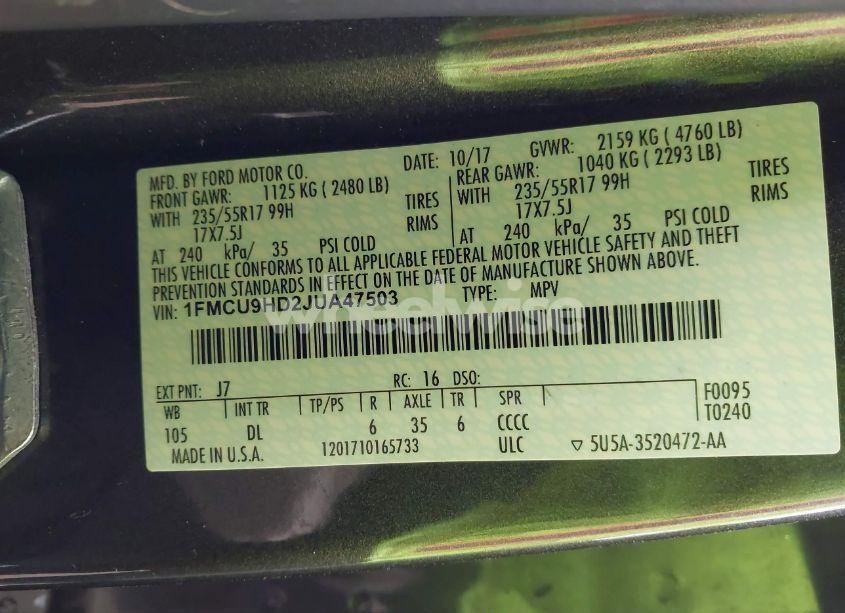 MFD. BY FORD MOTOR CO. DATE: 10/17 GVWR: 2159 KG ( 4760 LB)
FRONT GAWR: 1125 KG ( 2480 LB) REAR GAWR: 1040 KG ( 2293 LB)
WITH 235/55R17 99H TIRES WITH 235/55R17 99H TIRES
17X7.5J RIMS 17X7.5J RIMS
AT 240 kPa/ 35 PSI COLD AT 240 kPa/ 35 PSI COLD
THIS VEHICLE CONFORMS TO ALL APPLICABLE FEDERAL MOTOR VEHICLE SAFETY AND THEFT
PREVENTION STANDARDS IN EFFECT ON THE DATE OF MANUFACTURE SHOWN ABOVE.
VIN: 1FMCU9HD2JUA47503 TYPE: MPV
wheelwise
EXT PNT: J7 RC: 16 DSO:
WB INT TR TP/PS R AXLE TR SPR F0095
105 DL 6 35 6 CCCC T0240
MADE IN U.S.A. 1201710165733 ULC ▽ 5U5A-3520472-AA